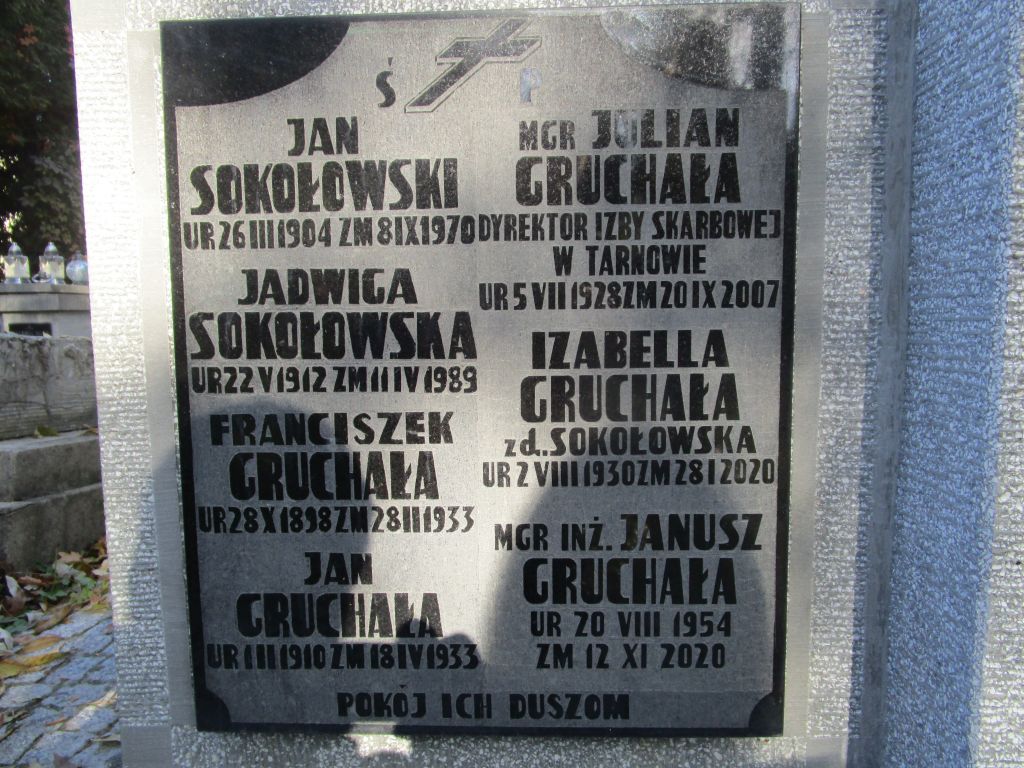 Ś P
JAN
SOKOŁOWSKI
UR 26 III 1904 ZM 8 IX 1970
JADWIGA
SOKOŁOWSKA
UR 22 V 1912 ZM 11 IV 1989
FRANCISZEK
GRUCHAŁA
UR 28 X 1898 ZM 28 II 1933
JAN
GRUCHAŁA
UR 1 II 1910 ZM 18 IV 1933
MGR JULIAN
GRUCHAŁA
DYREKTOR IZBY SKARBOWEJ
W TARNOWIE
UR 5 VII 1928 ZM 20 IX 2007
IZABELLA
GRUCHAŁA
zd. SOKOŁOWSKA
UR 2 VIII 1930 ZM 28 I 2020
MGR INŻ. JANUSZ
GRUCHAŁA
UR 20 VIII 1954
ZM 12 XI 2020
POKÓJ ICH DUSZOM